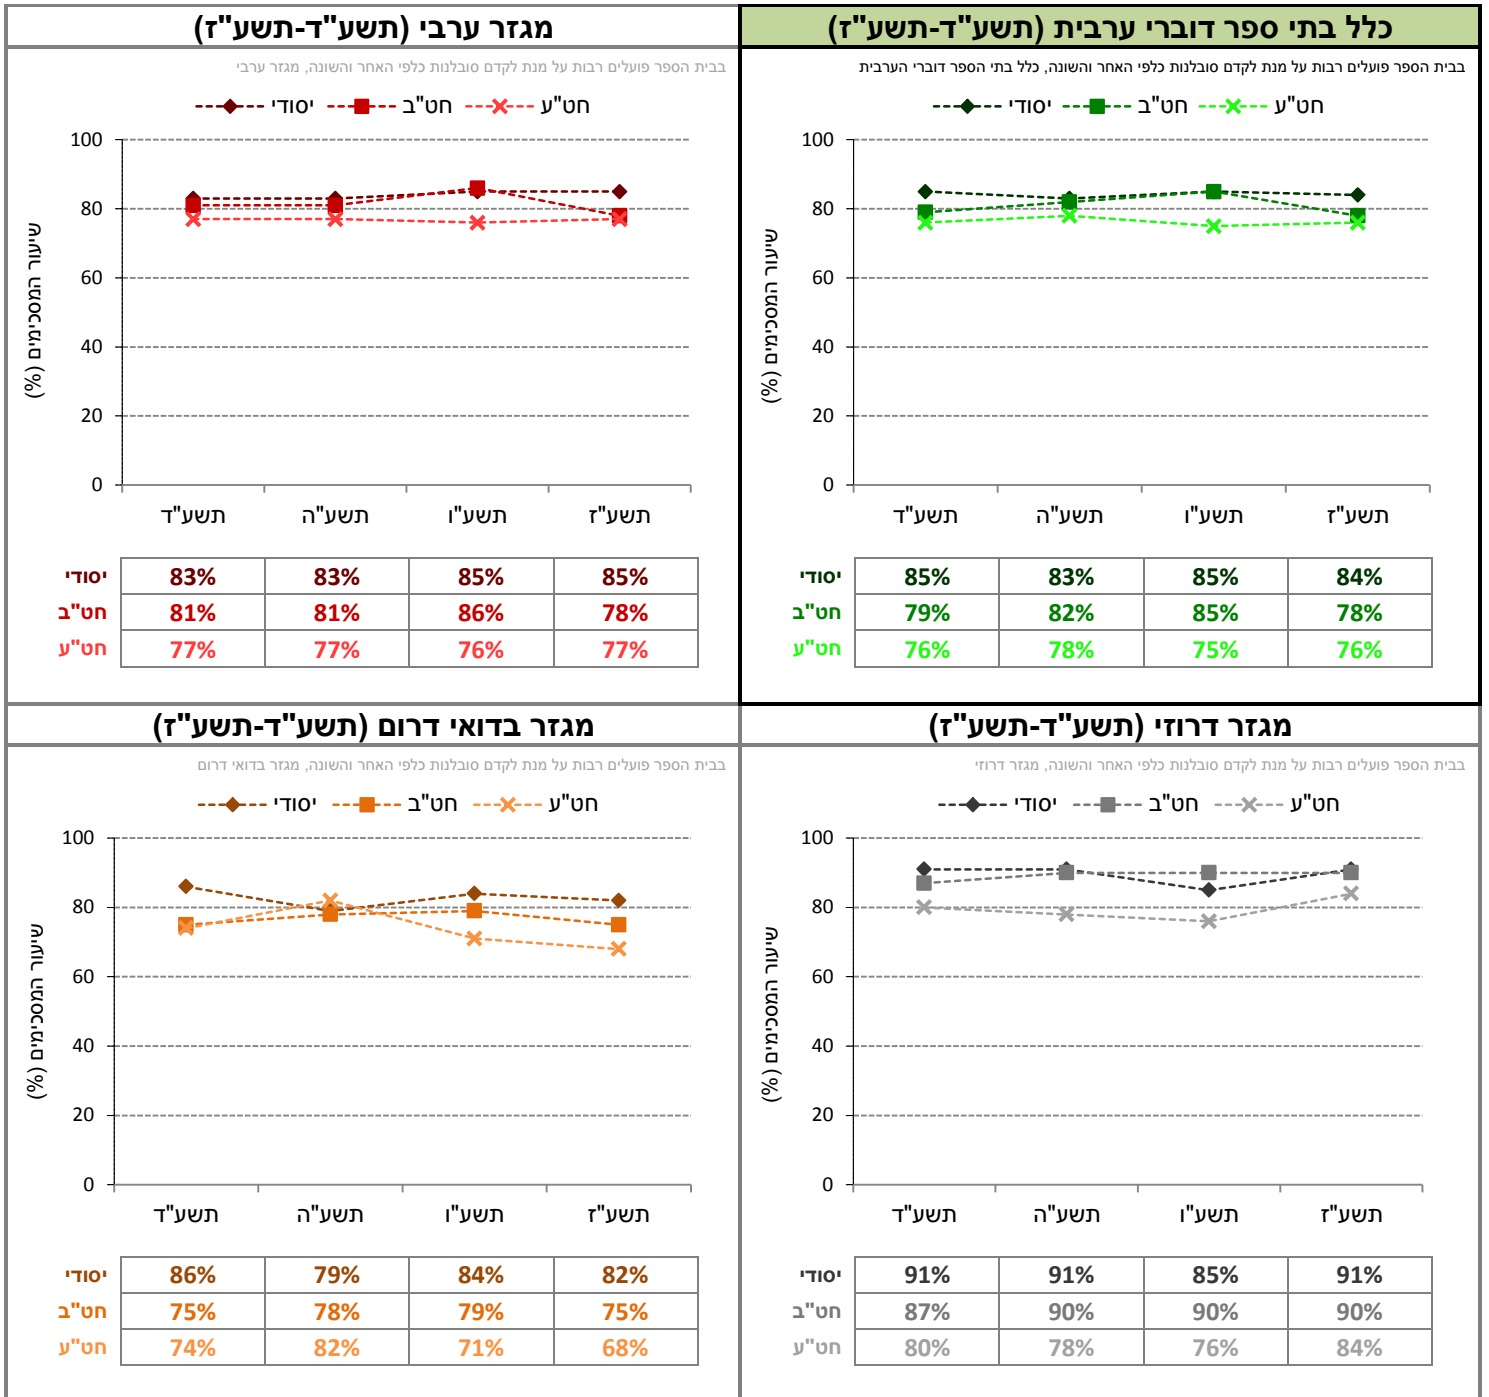 כלל בתי ספר דוברי ערבית (תשע"ד-תשע"ז)
בבית הספר פועלים רבות על מנת לקדם סובלנות כלפי האחר והשונה, כלל בתי הספר דוברי הערבית
יסודי חט"ב חט"ע
שיעור המסכימים (%)
100
80
60
40
20
0
תשע"ד תשע"ה תשע"ו תשע"ז
יסודי 85% 83% 85% 84%
חט"ב 79% 82% 85% 78%
חט"ע 76% 78% 75% 76%
מגזר ערבי (תשע"ד-תשע"ז)
בבית הספר פועלים רבות על מנת לקדם סובלנות כלפי האחר והשונה, מגזר ערבי
יסודי חט"ב חט"ע
שיעור המסכימים (%)
100
80
60
40
20
0
תשע"ד תשע"ה תשע"ו תשע"ז
יסודי 83% 83% 85% 85%
חט"ב 81% 81% 86% 78%
חט"ע 77% 77% 76% 77%
מגזר דרוזי (תשע"ד-תשע"ז)
בבית הספר פועלים רבות על מנת לקדם סובלנות כלפי האחר והשונה, מגזר דרוזי
יסודי חט"ב חט"ע
שיעור המסכימים (%)
100
80
60
40
20
0
תשע"ד תשע"ה תשע"ו תשע"ז
יסודי 91% 91% 85% 91%
חט"ב 87% 90% 90% 90%
חט"ע 80% 78% 76% 84%
מגזר בדואי דרום (תשע"ד-תשע"ז)
בבית הספר פועלים רבות על מנת לקדם סובלנות כלפי האחר והשונה, מגזר בדואי דרום
יסודי חט"ב חט"ע
שיעור המסכימים (%)
100
80
60
40
20
0
תשע"ד תשע"ה תשע"ו תשע"ז
יסודי 86% 79% 84% 82%
חט"ב 75% 78% 79% 75%
חט"ע 74% 82% 71% 68%